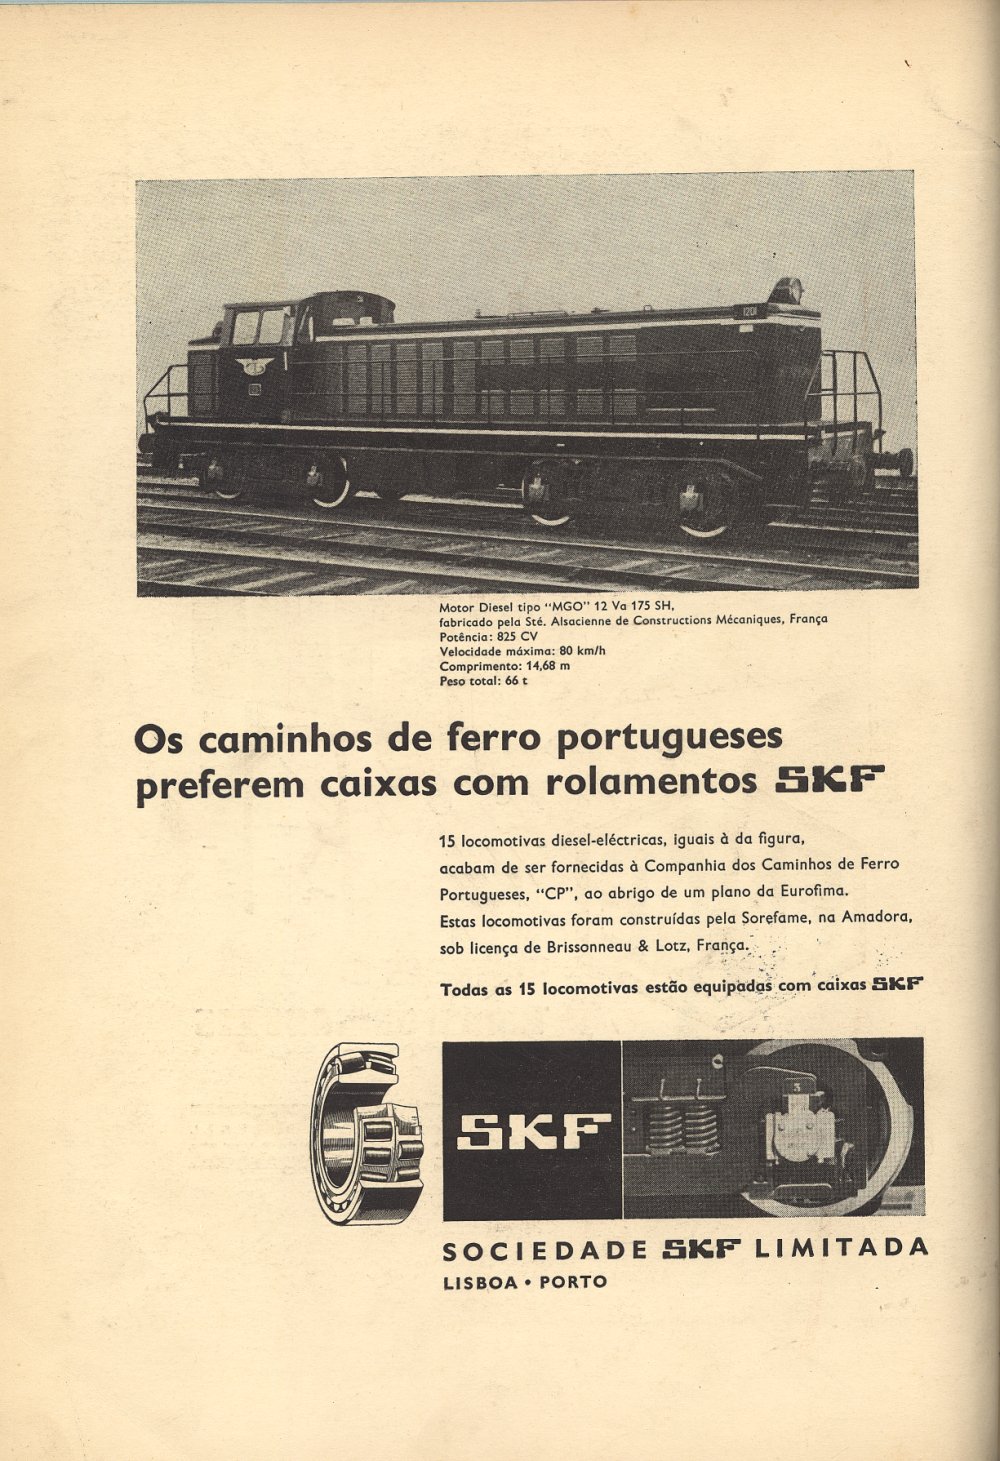 1201
Motor Diesel tipo “MGO” 12 Va 175 SH,
fabricado pela Sté. Alsacienne de Constructions Mécaniques, França
Potência: 825 CV
Velocidade máxima: 80 km/h
Comprimento: 14,68 m
Peso total: 66 t
Os caminhos de ferro portugueses
preferem caixas com rolamentos SKF
15 locomotivas diesel-eléctricas, iguais à da figura,
acabam de ser fornecidas à Companhia dos Caminhos de Ferro
Portugueses, “CP”, ao abrigo de um plano da Eurofima.
Estas locomotivas foram construídas pela Sorefame, na Amadora,
sob licença de Brissonneau & Lotz, França.
Todas as 15 locomotivas estão equipadas com caixas SKF
SKF
3
SOCIEDADE SKF LIMITADA
LISBOA • PORTO